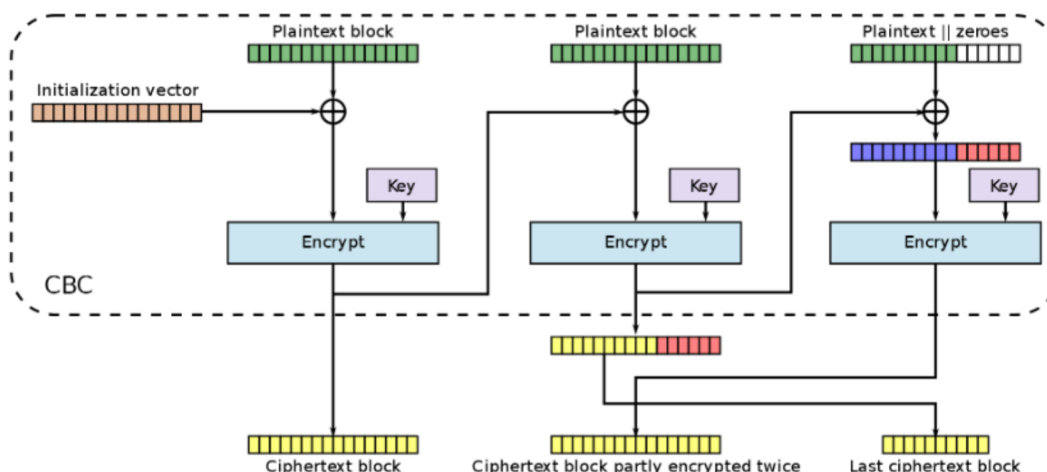 Plaintext block
Plaintext block
Plaintext || zeroes
Initialization vector
Key
Key
Key
Encrypt
Encrypt
Encrypt
CBC
Ciphertext block
Ciphertext block partly encrypted twice
Last ciphertext block